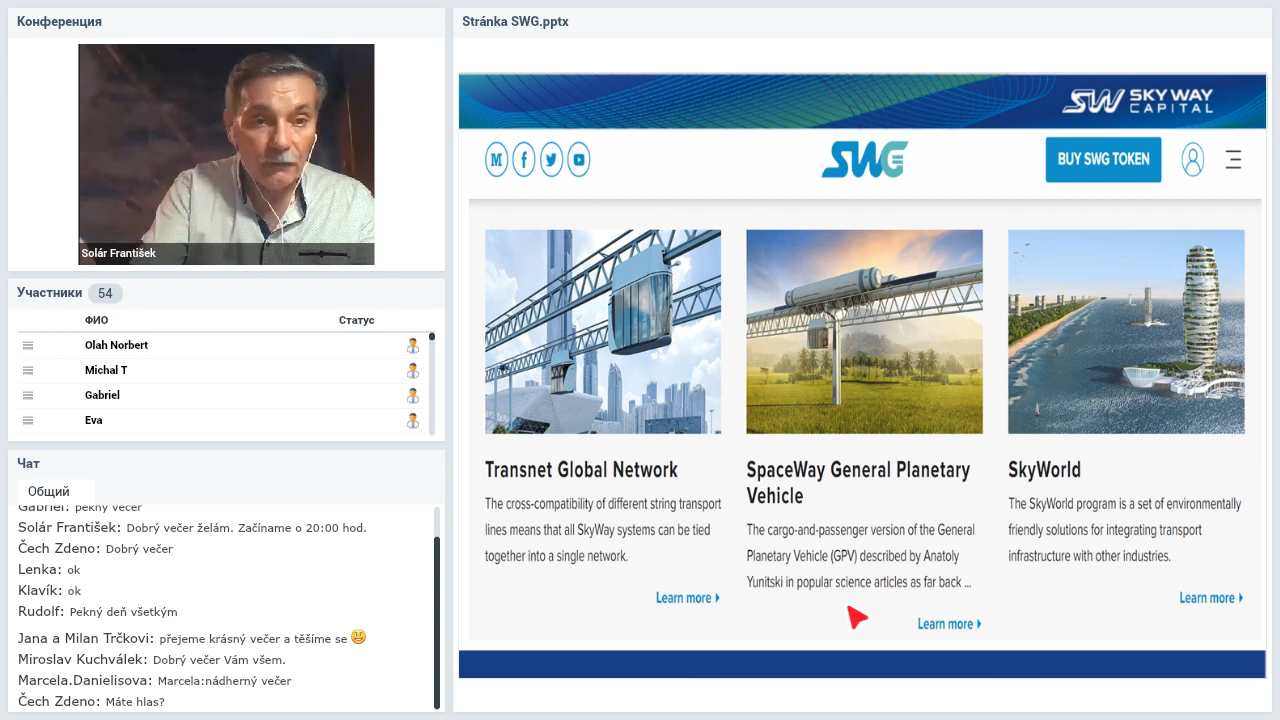 Конференция
Solár František
Участники 54
ФИО Статус
Olah Norbert
Michal T
Gabriel
Eva
Чат
Общий
Gabriel: pekný večer
Solár František: Dobrý večer želám. Začíname o 20:00 hod.
Čech Zdeno: Dobrý večer
Lenka: ok
Klavík: ok
Rudolf: Pekný deň všetkým
Jana a Milan Trčkovi: přejeme krásný večer a těšíme se
Miroslav Kuchválek: Dobrý večer Vám všem.
Marcela.Danielisova: Marcela:nádherný večer
Čech Zdeno: Máte hlas?
Stránka SWG.pptx
SW SKY WAY
CAPITAL
M
SWG
BUY SWG TOKEN
Transnet Global Network
The cross-compatibility of different string transport
lines means that all SkyWay systems can be tied
together into a single network.
Learn more
SpaceWay General Planetary
Vehicle
The cargo-and-passenger version of the General
Planetary Vehicle (GPV) described by Anatoly
Yunitski in popular science articles as far back ...
Learn more
SkyWorld
The SkyWorld program is a set of environmentally
friendly solutions for integrating transport
infrastructure with other industries.
Learn more